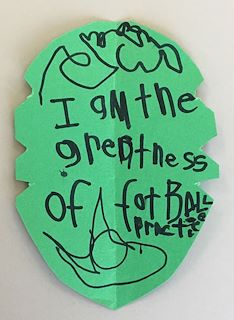 I am the
greatness
of fotBALL
practice